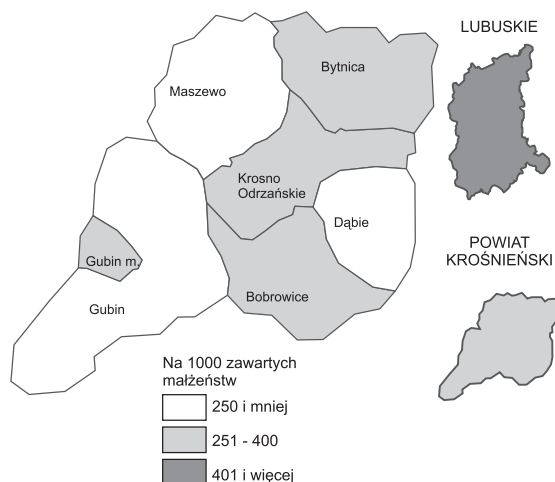 LUBUSKIE
Bytnica
Maszewo
Krosno
Odrzańskie
Dąbie
POWIAT
KROŚNIEŃSKI
Gubin m.
Bobrowice
Gubin
Na 1000 zawartych
małżeństw
250 i mniej
251 - 400
401 i więcej